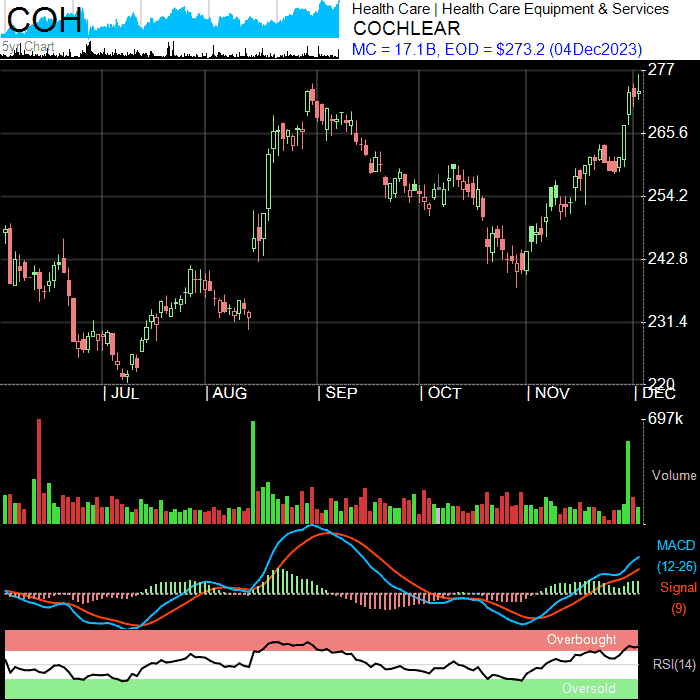 COH
5yr Chart
Health Care | Health Care Equipment & Services
COCHLEAR
MC = 17.1B, EOD = $273.2 (04Dec2023)
277
265.6
254.2
242.8
231.4
220
JUL AUG SEP OCT NOV DEC
697k
Volume
MACD
(12-26)
Signal
(9)
Overbought
RSI(14)
Oversold